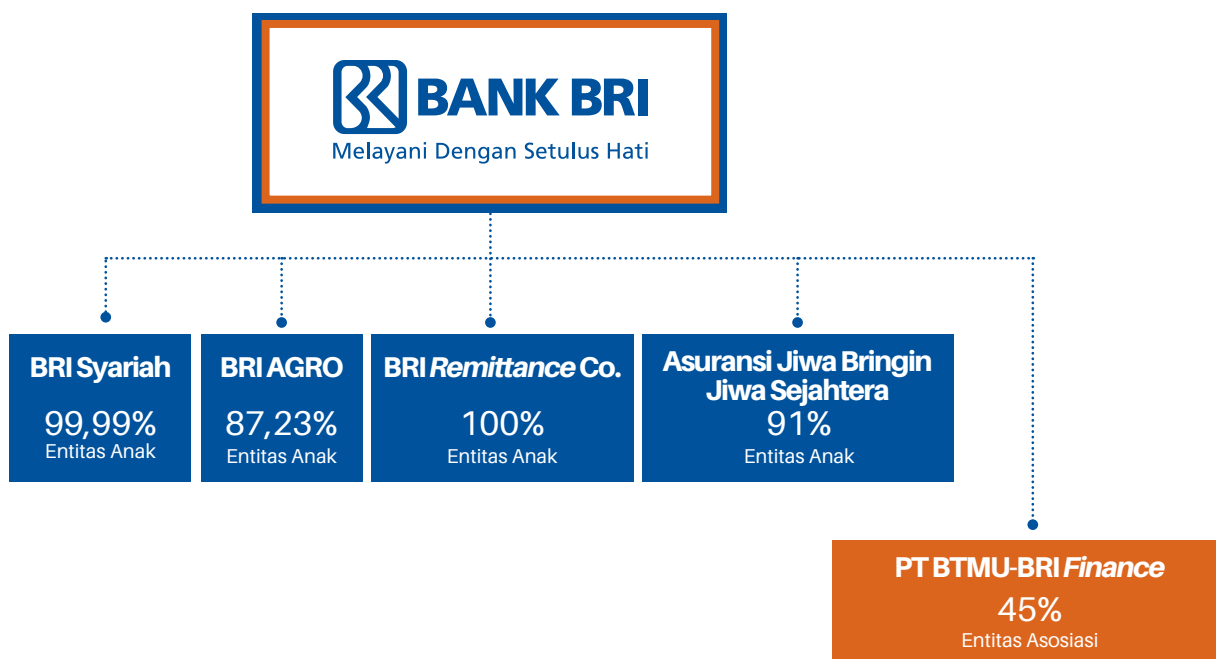 BANK BRI
Melayani Dengan Setulus Hati
BRI Syariah
99,99%
Entitas Anak
BRI AGRO
87,23%
Entitas Anak
BRI Remittance Co.
100%
Entitas Anak
Asuransi Jiwa Bringin
Jiwa Sejahtera
91%
Entitas Anak
PT BTMU-BRI Finance
45%
Entitas Asosiasi